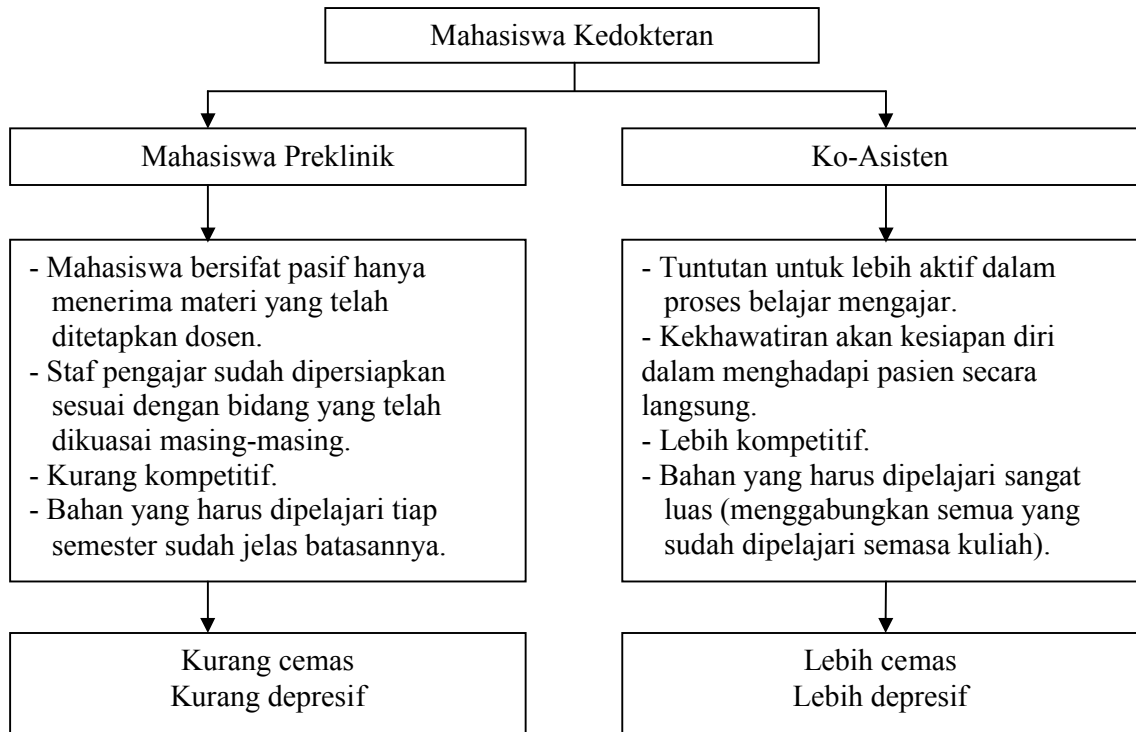 Mahasiswa Kedokteran
Mahasiswa Preklinik
Ko-Asisten
- Mahasiswa bersifat pasif hanya
menerima materi yang telah
ditetapkan dosen.
- Staf pengajar sudah dipersiapkan
sesuai dengan bidang yang telah
dikuasai masing-masing.
- Kurang kompetitif.
- Bahan yang harus dipelajari tiap
semester sudah jelas batasannya.
- Tuntutan untuk lebih aktif dalam
proses belajar mengajar.
- Kekhawatiran akan kesiapan diri
dalam menghadapi pasien secara
langsung.
- Lebih kompetitif.
- Bahan yang harus dipelajari sangat
luas (menggabungkan semua yang
sudah dipelajari semasa kuliah).
Kurang cemas
Kurang depresif
Lebih cemas
Lebih depresif